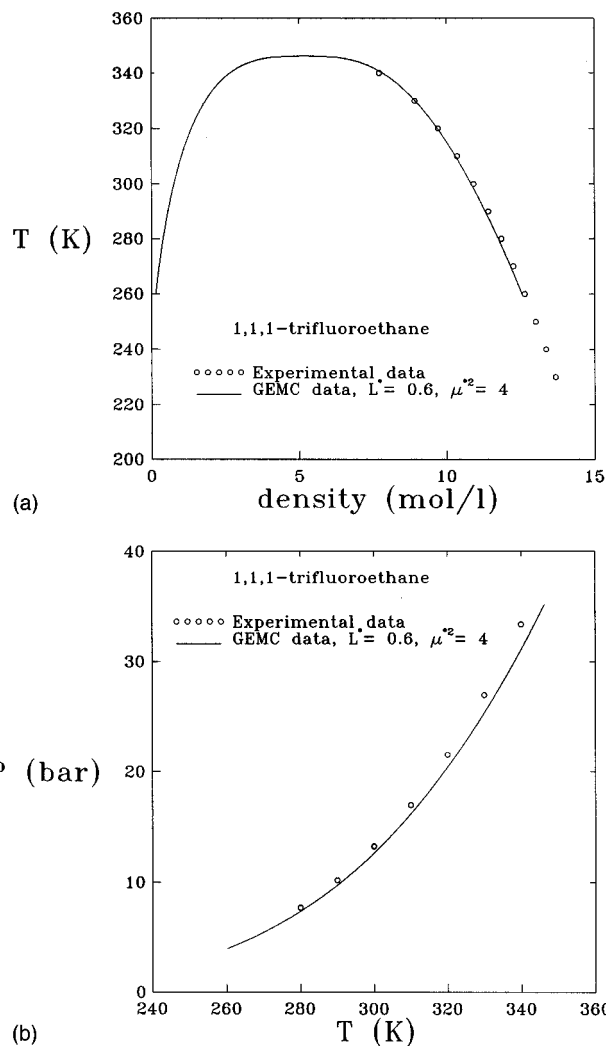 360
340
320
300
T (K)
280
260
240
220
200
1,1,1-trifluoroethane
Experimental data
GEMC data, L*= 0.6, μ*2= 4
0 5 10 15
density (mol/l)
(a)
40
30
20
10
0
1,1,1-trifluoroethane
Experimental data
GEMC data, L*= 0.6, μ*2= 4
(bar)
240 260 280 300 320 340 360
T (K)
(b)